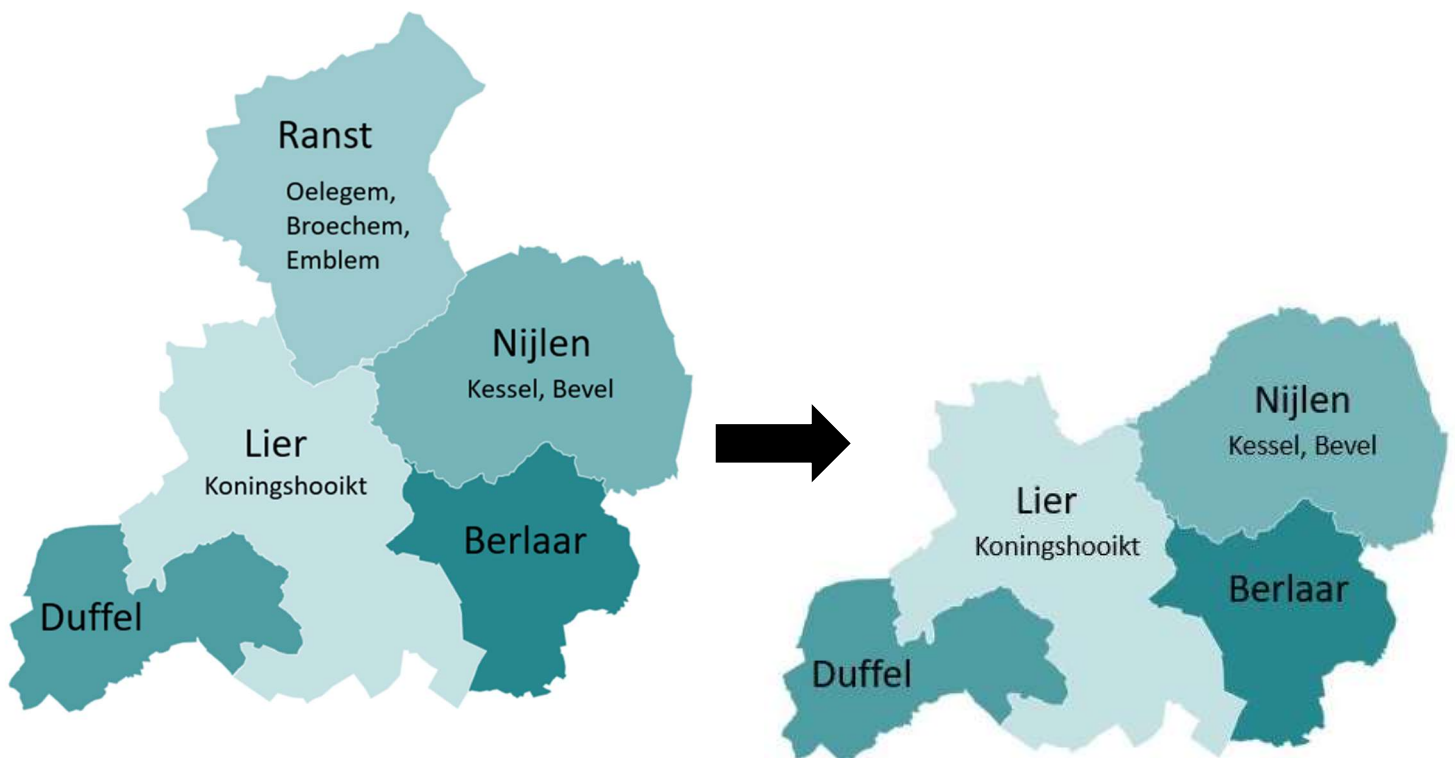 Ranst
Oelegem,
Broechem,
Emblem
Nijlen
Kessel, Bevel
Lier
Koningshooikt
Berlaar
Duffel
Nijlen
Kessel, Bevel
Lier
Koningshooikt
Berlaar
Duffel